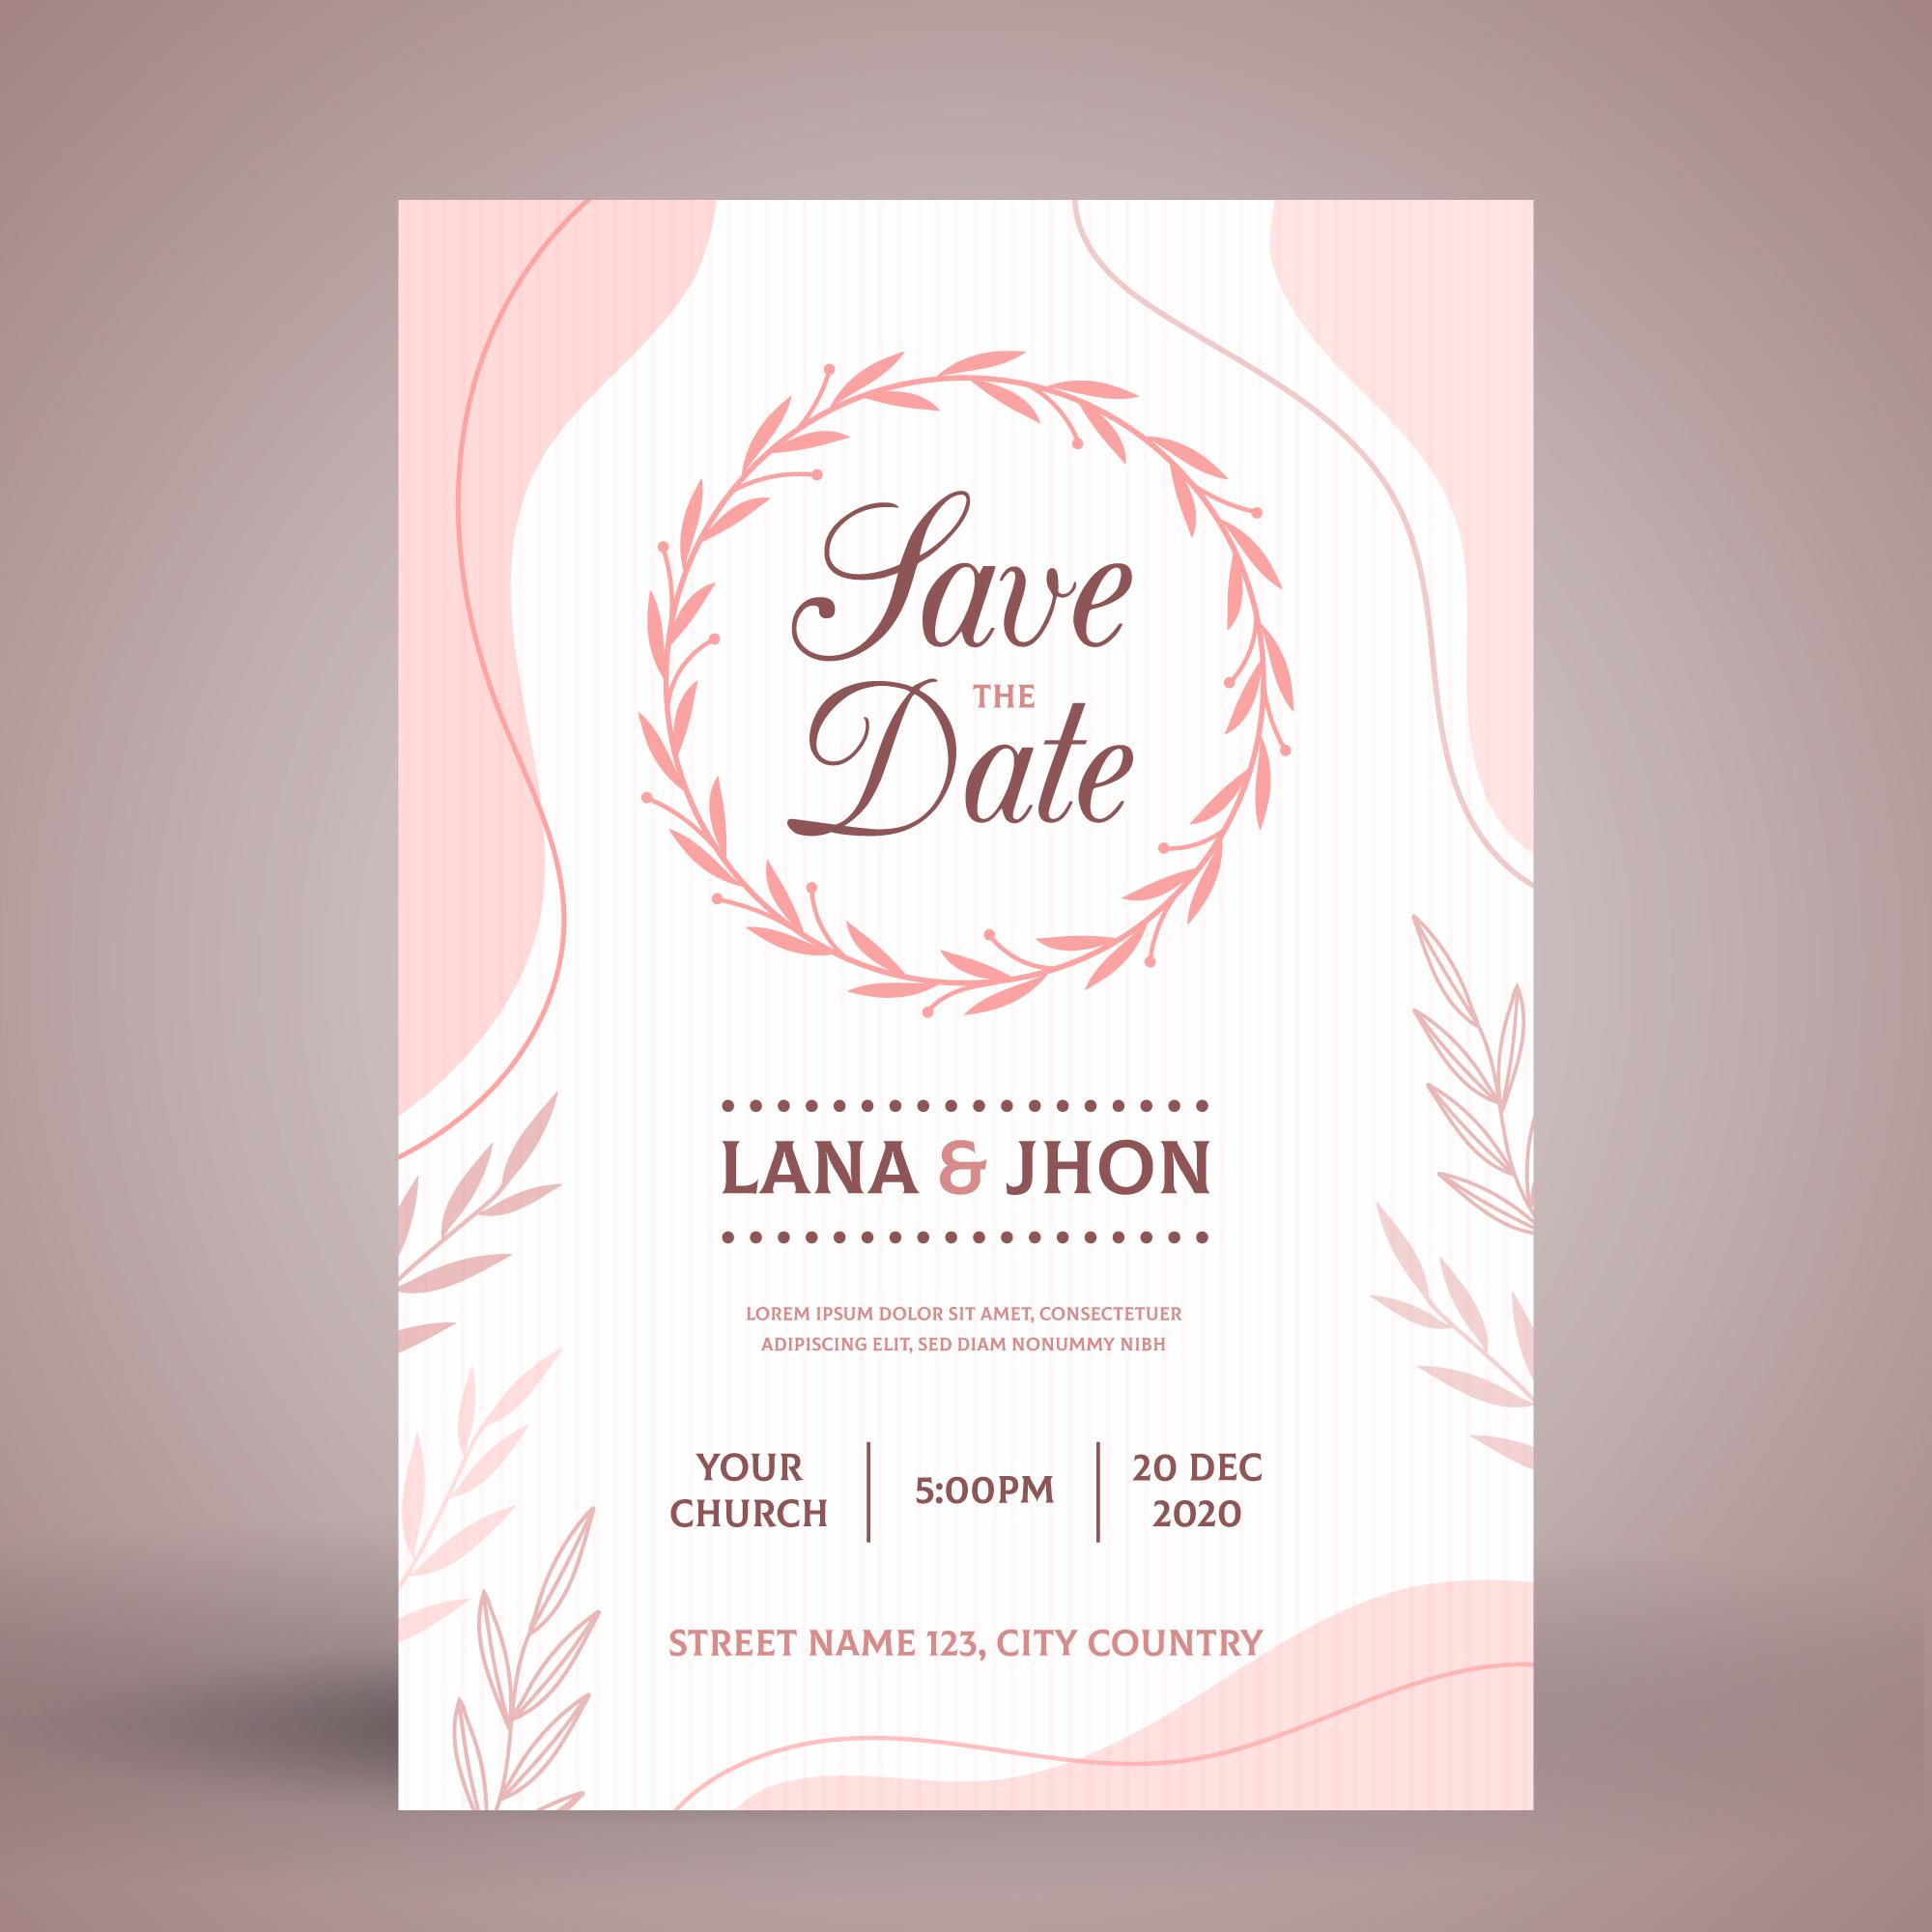 Save
THE
Date
LANA & JHON
LOREM IPSUM DOLOR SIT AMET, CONSECTETUER
ADIPISCING ELIT, SED DIAM NONUMMY NIBH
YOUR
CHURCH
5:00PM
20 DEC
2020
STREET NAME 123, CITY COUNTRY